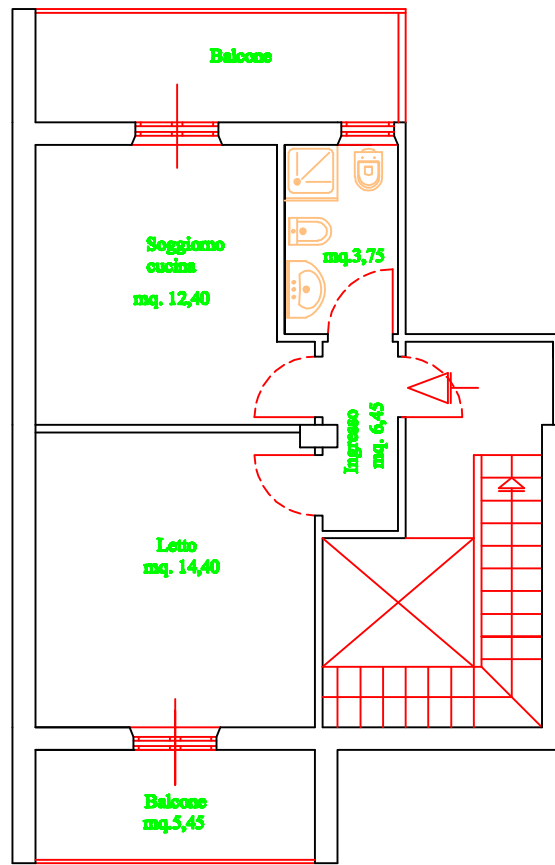 Balcone
Soggiorno
cucina
mq. 12,40
mq.3,75
Ingresso
mq. 6,45
Letto
mq. 14,40
Balcone
mq.5,45